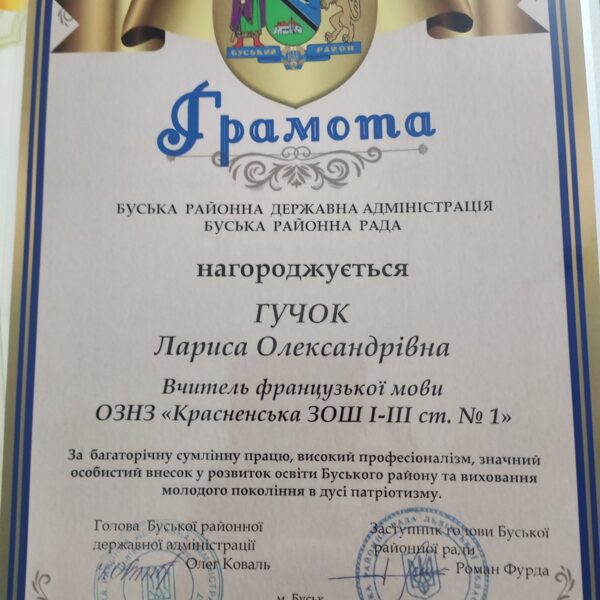 БУСЬКИЙ РАЙОН
Грамота
БУСЬКА РАЙОННА ДЕРЖАВНА АДМІНІСТРАЦІЯ
БУСЬКА РАЙОННА РАДА
нагороджується
ГУЧОК
Лариса Олександрівна
Вчитель французької мови
ОЗНЗ «Красненська ЗОШ І-ІІІ ст. № 1»
За багаторічну сумлінну працю, високий професіоналізм, значний
особистий внесок у розвиток освіти Буського району та виховання
молодого покоління в дусі патріотизму.
Голова Буської районної
державної адміністрації
Олег Коваль
Заступник голови Буської
районної ради
Роман Фурда
м. Буськ